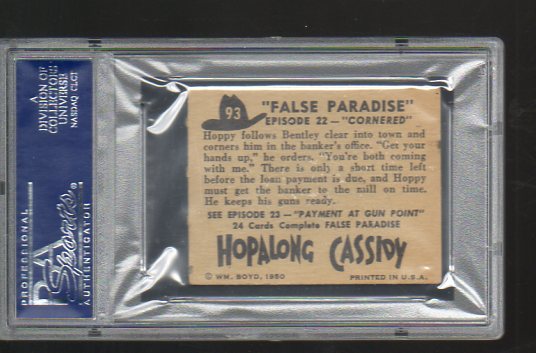 A
DIVISION OF
COLLECTORS
UNIVERSE
NASDAQ CLCT
PROFESSIONAL
PSA
Sports
AUTHENTICATOR
93
"FALSE PARADISE"
EPISODE 22 — "CORNERED"
Hoppy follows Bentley clear into town and
corners him in the banker's office. "Get your
hands up," he orders. "You're both coming
with me." There is only a short time left
before the loan payment is due, and Hoppy
must get the banker to the mill on time.
He keeps his guns ready.
SEE EPISODE 23 — "PAYMENT AT GUN POINT"
24 Cards Complete FALSE PARADISE
HOPALONG CASSIDY
© WM. BOYD, 1950
PRINTED IN U.S.A.